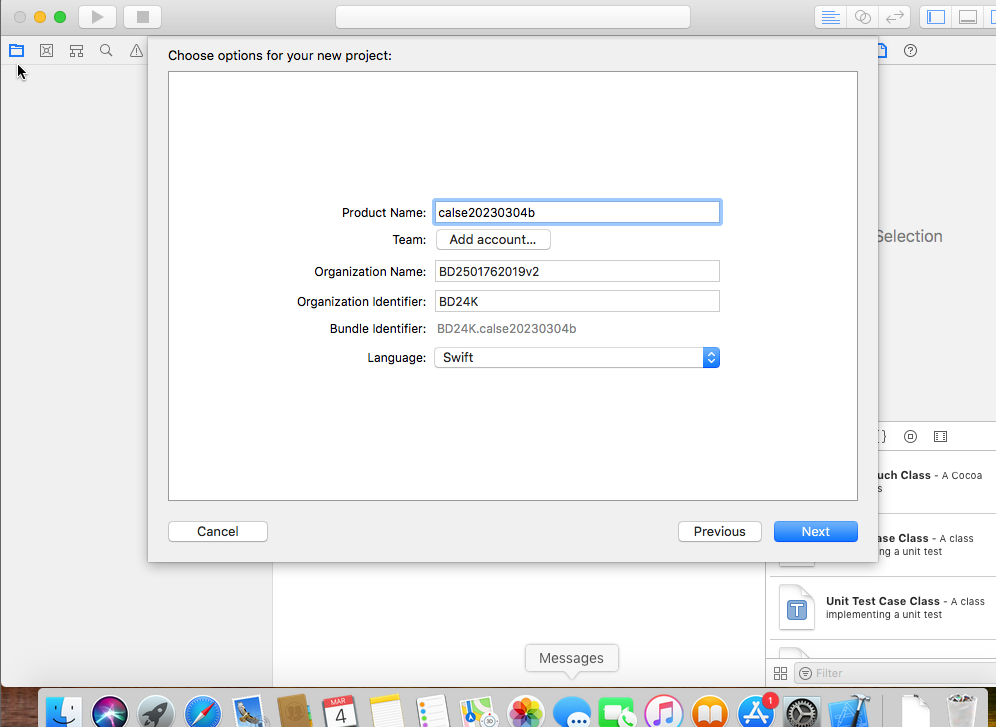 Choose options for your new project:
Product Name: calse20230304b
Team: Add account...
Selection
Organization Name: BD2501762019v2
Organization Identifier: BD24K
Bundle Identifier: BD24K.calse20230304b
Language: Swift
uch Class - A Cocoa
s
Cancel
Previous
Next
ase Class - A class
ng a unit test
Unit Test Case Class - A class
implementing a unit test
Messages
Filter
MAR
4
3D
1